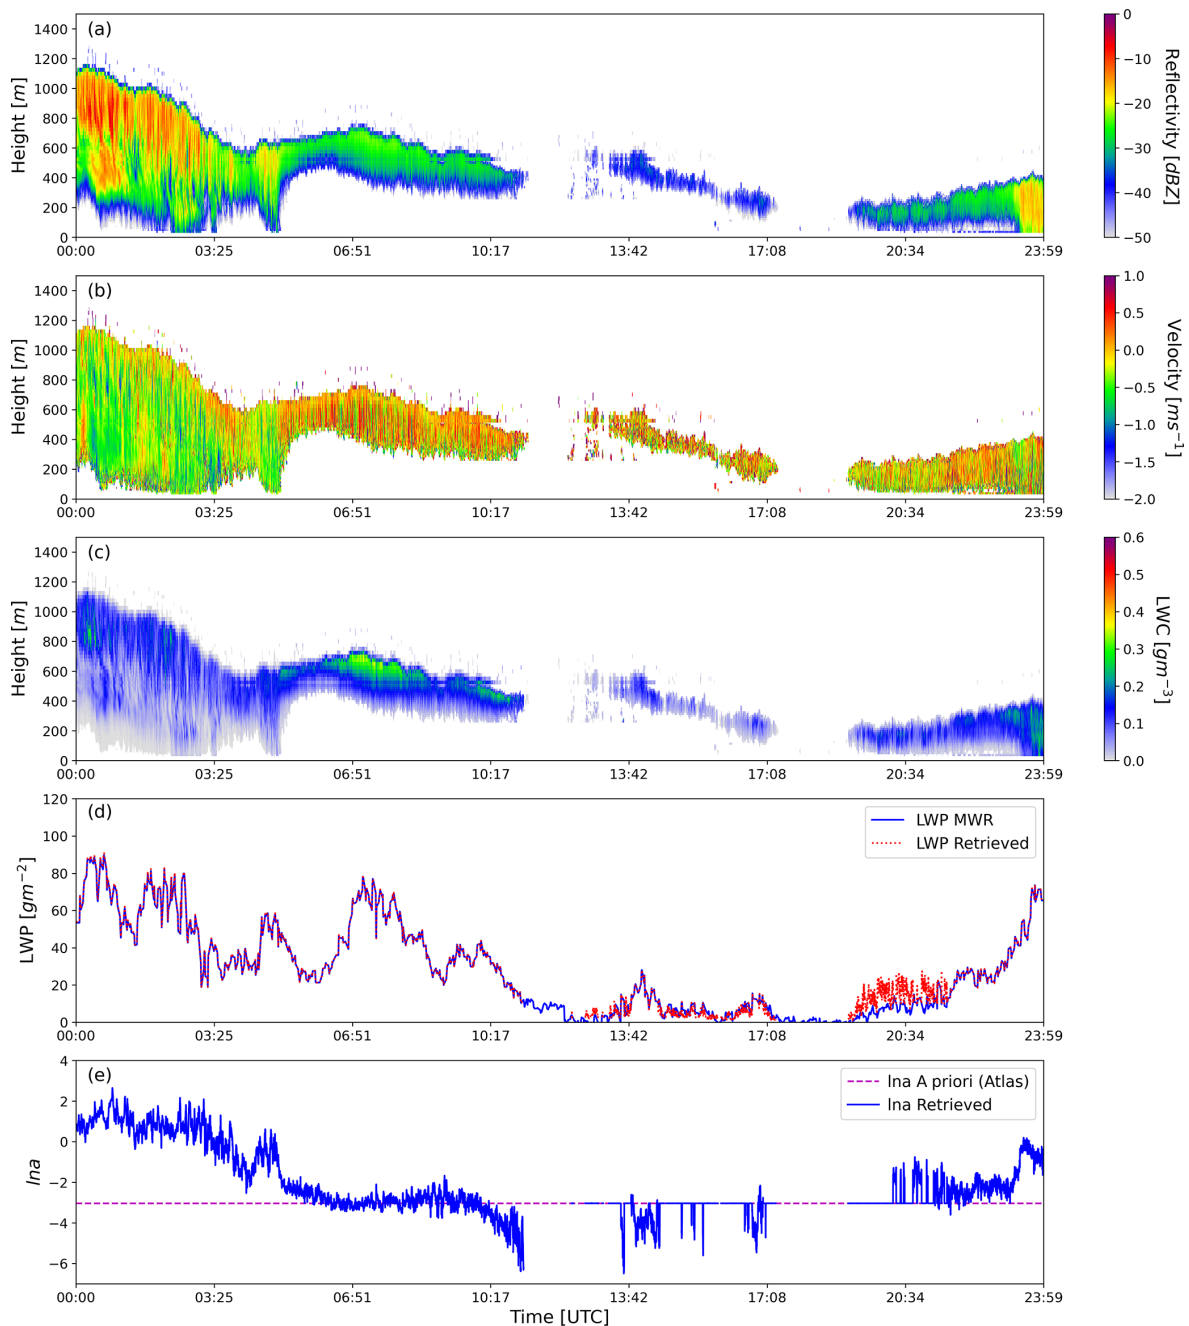 (a)
Height [m]
1400
1200
1000
800
600
400
200
0
00:00 03:25 06:51 10:17 13:42 17:08 20:34 23:59
0
−10
−20
−30
−40
−50
Reflectivity [dBZ]
(b)
Height [m]
1400
1200
1000
800
600
400
200
0
00:00 03:25 06:51 10:17 13:42 17:08 20:34 23:59
1.0
0.5
0.0
−0.5
−1.0
−1.5
−2.0
Velocity [ms−1]
(c)
Height [m]
1400
1200
1000
800
600
400
200
0
00:00 03:25 06:51 10:17 13:42 17:08 20:34 23:59
0.6
0.5
0.4
0.3
0.2
0.1
0.0
LWC [gm−3]
(d)
LWP [gm−2]
120
100
80
60
40
20
0
LWP MWR
LWP Retrieved
00:00 03:25 06:51 10:17 13:42 17:08 20:34 23:59
(e)
lna
4
2
0
−2
−4
−6
lna A priori (Atlas)
lna Retrieved
00:00 03:25 06:51 10:17 13:42 17:08 20:34 23:59
Time [UTC]